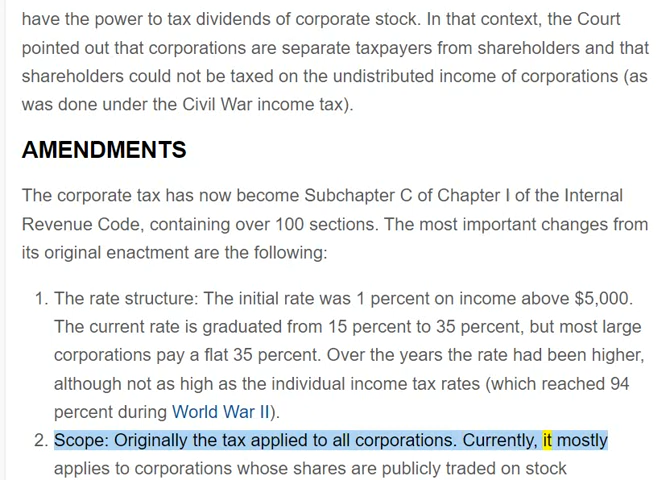 have the power to tax dividends of corporate stock. In that context, the Court
pointed out that corporations are separate taxpayers from shareholders and that
shareholders could not be taxed on the undistributed income of corporations (as
was done under the Civil War income tax).
AMENDMENTS
The corporate tax has now become Subchapter C of Chapter I of the Internal
Revenue Code, containing over 100 sections. The most important changes from
its original enactment are the following:
1. The rate structure: The initial rate was 1 percent on income above $5,000.
The current rate is graduated from 15 percent to 35 percent, but most large
corporations pay a flat 35 percent. Over the years the rate had been higher,
although not as high as the individual income tax rates (which reached 94
percent during World War II).
2. Scope: Originally the tax applied to all corporations. Currently, it mostly
applies to corporations whose shares are publicly traded on stock